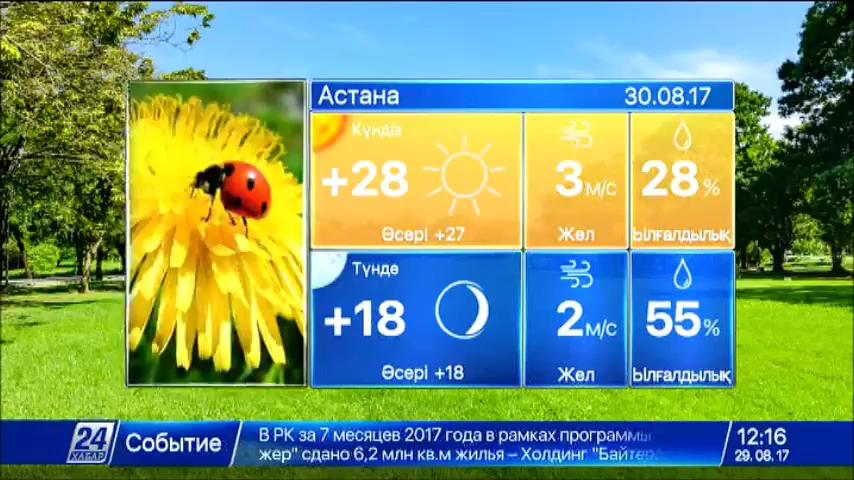 Астана 30.08.17
Күндіз
+28
Әсері +27
3 м/с
Жел
28 %
Ылғалдылық
Түнде
+18
Әсері +18
2 м/с
Жел
55 %
Ылғалдылық
24
ХАБАР
Событие
В РК за 7 месяцев 2017 года в рамках программы
жер" сдано 6,2 млн кв.м жилья – Холдинг "Байтер
12:16
29.08.17